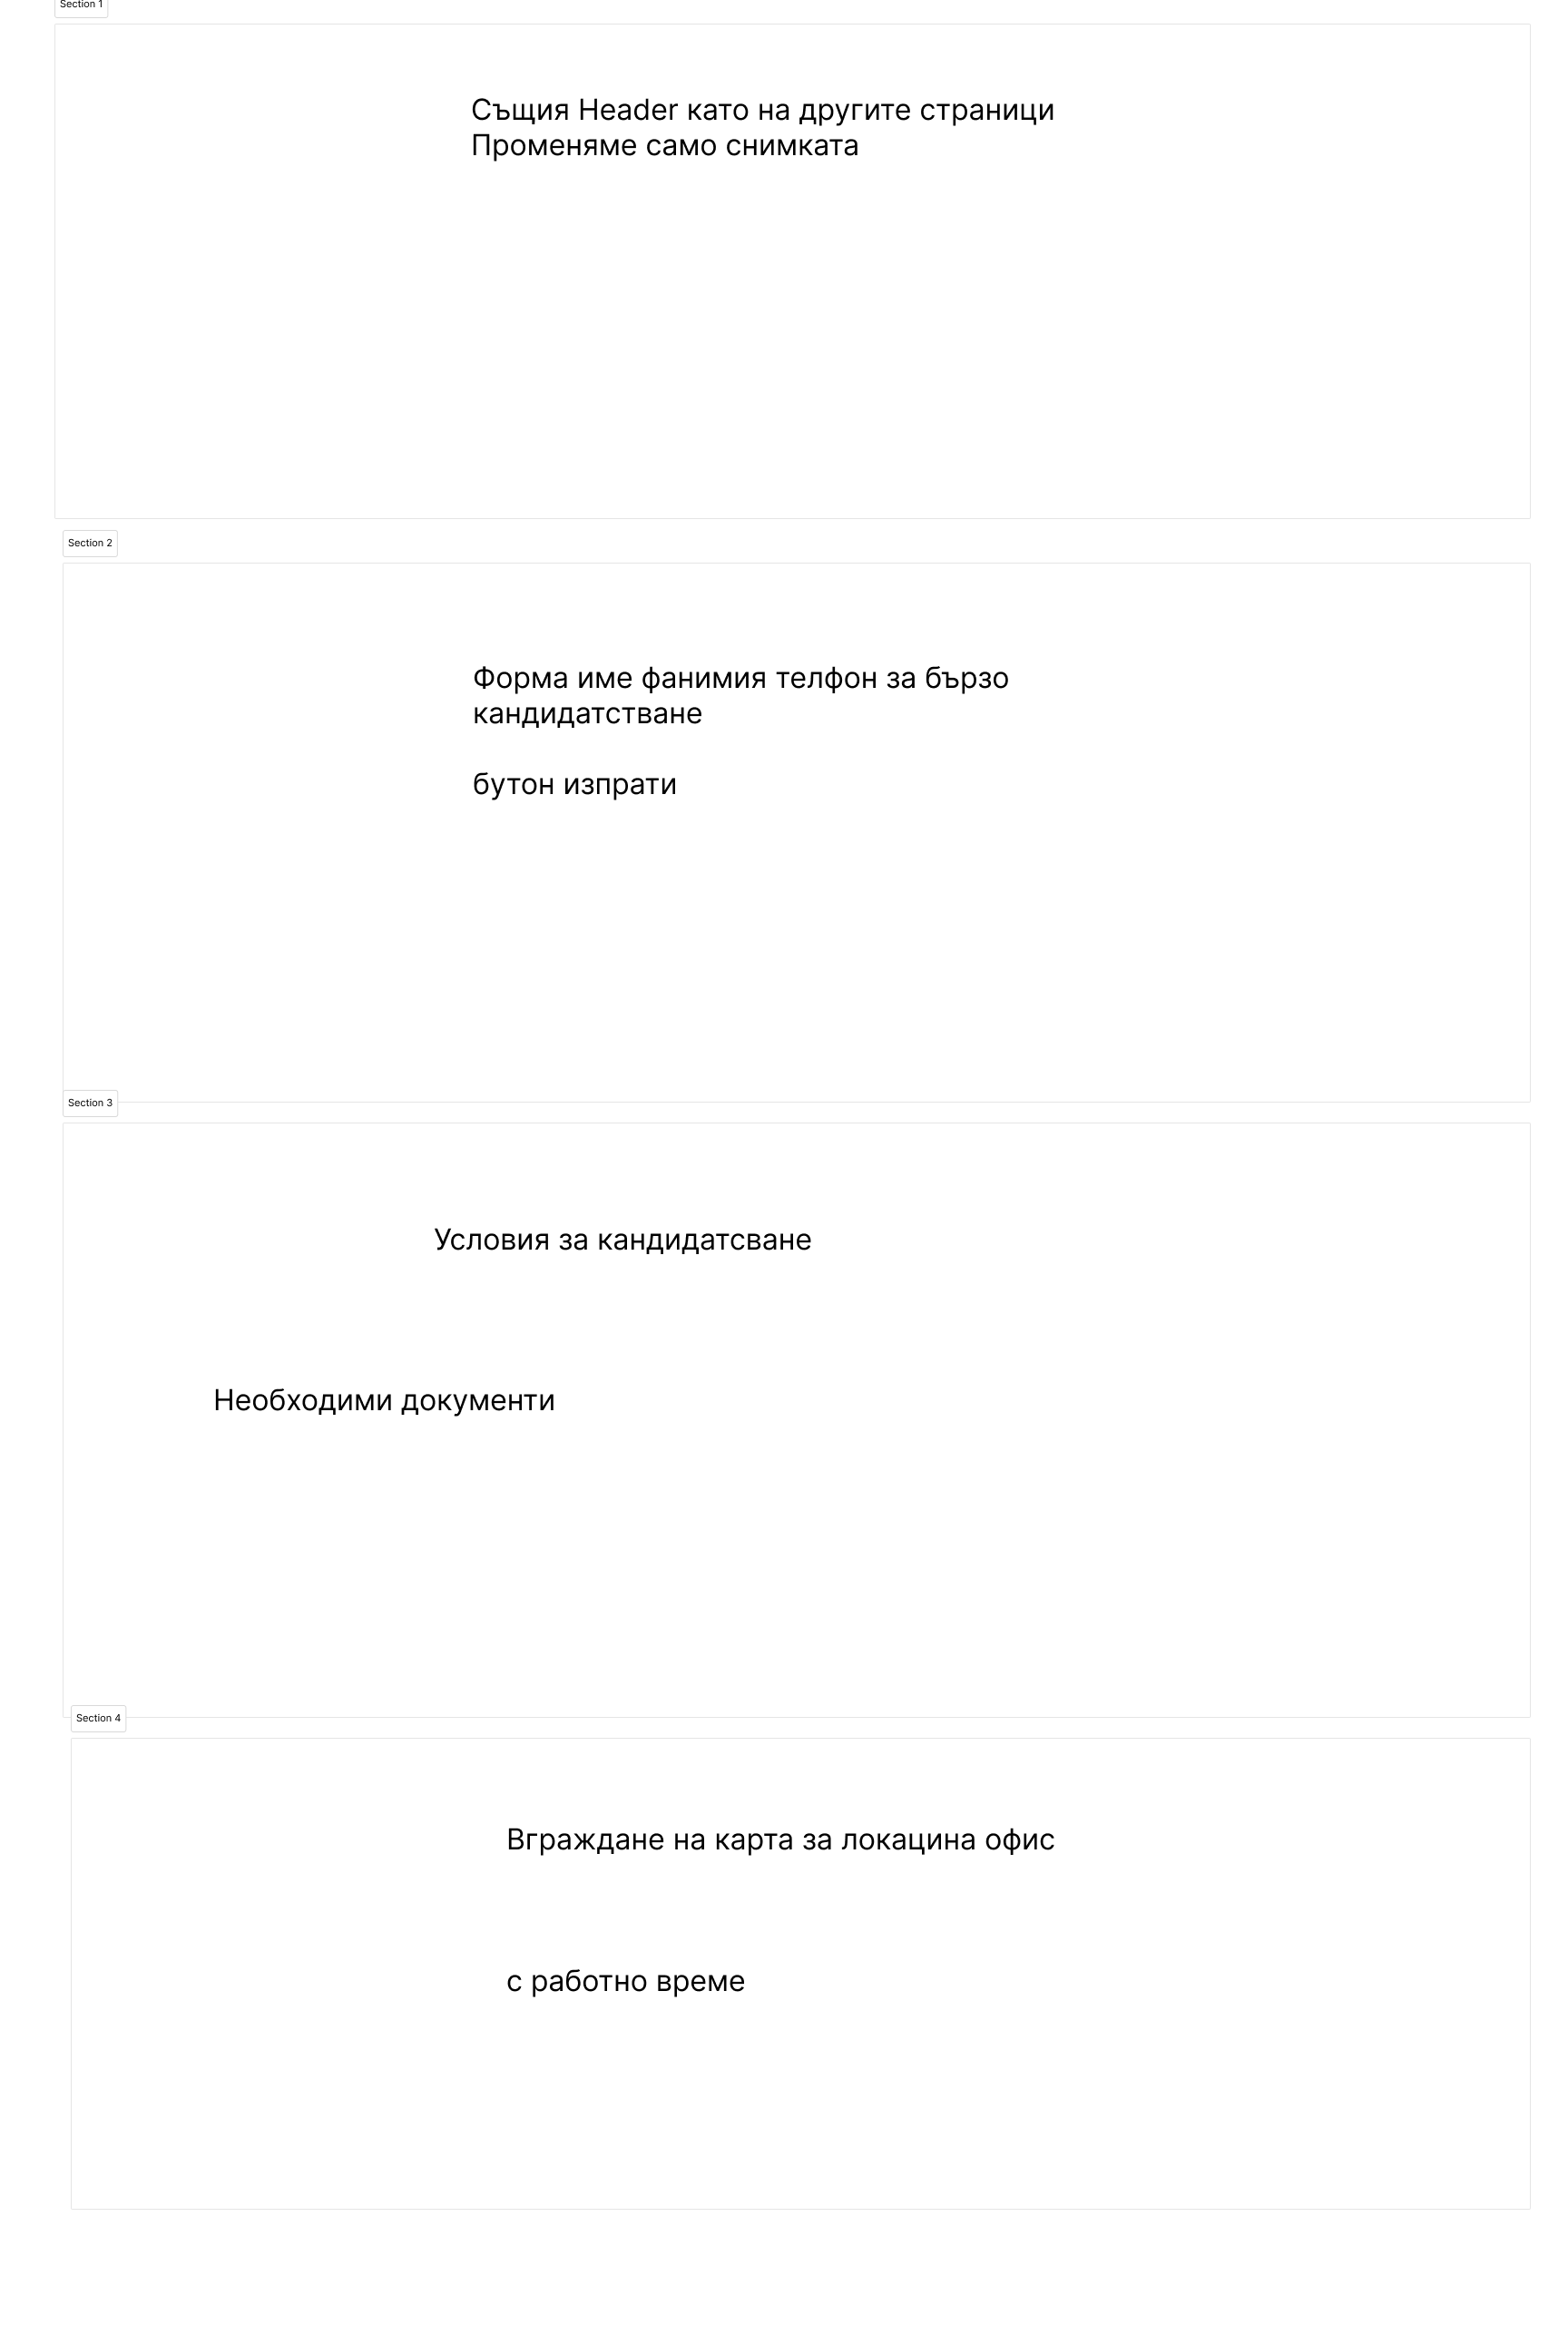 Section 1
Същия Header като на другите страници
Променяме само снимката
Section 2
Форма име фанимия телфон за бързо
кандидатстване
бутон изпрати
Section 3
Условия за кандидатсване
Необходими документи
Section 4
Вграждане на карта за локацина офис
с работно време